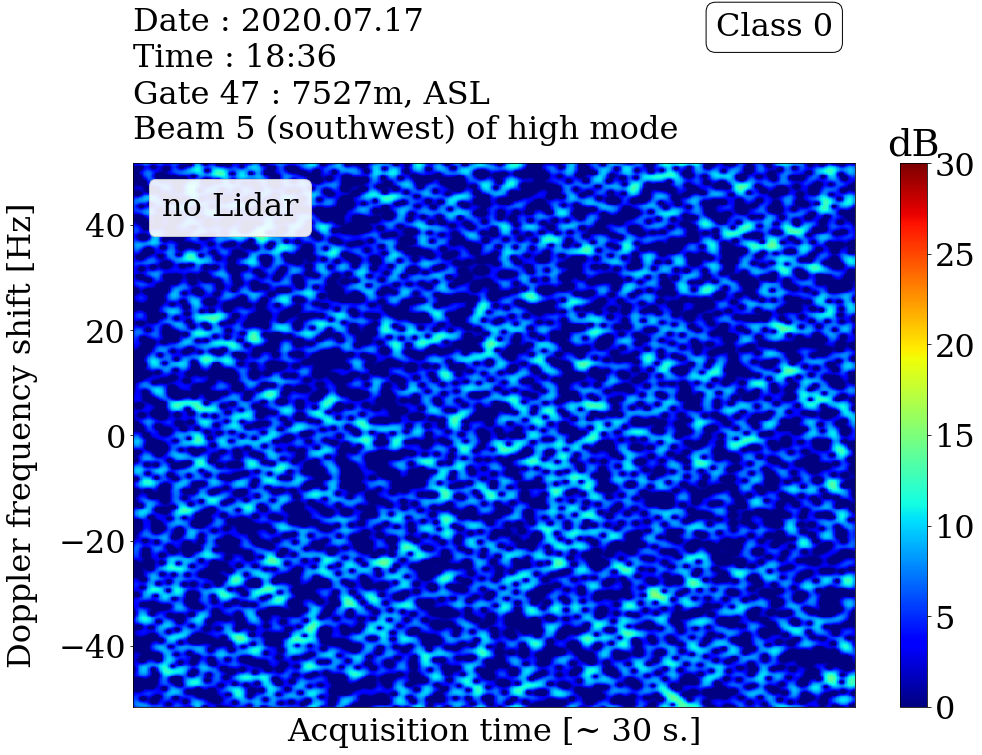 Date : 2020.07.17
Time : 18:36
Gate 47 : 7527m, ASL
Beam 5 (southwest) of high mode
Class 0
dB
no Lidar
Doppler frequency shift [Hz]
40
20
0
−20
−40
30
25
20
15
10
5
0
Acquisition time [~ 30 s.]